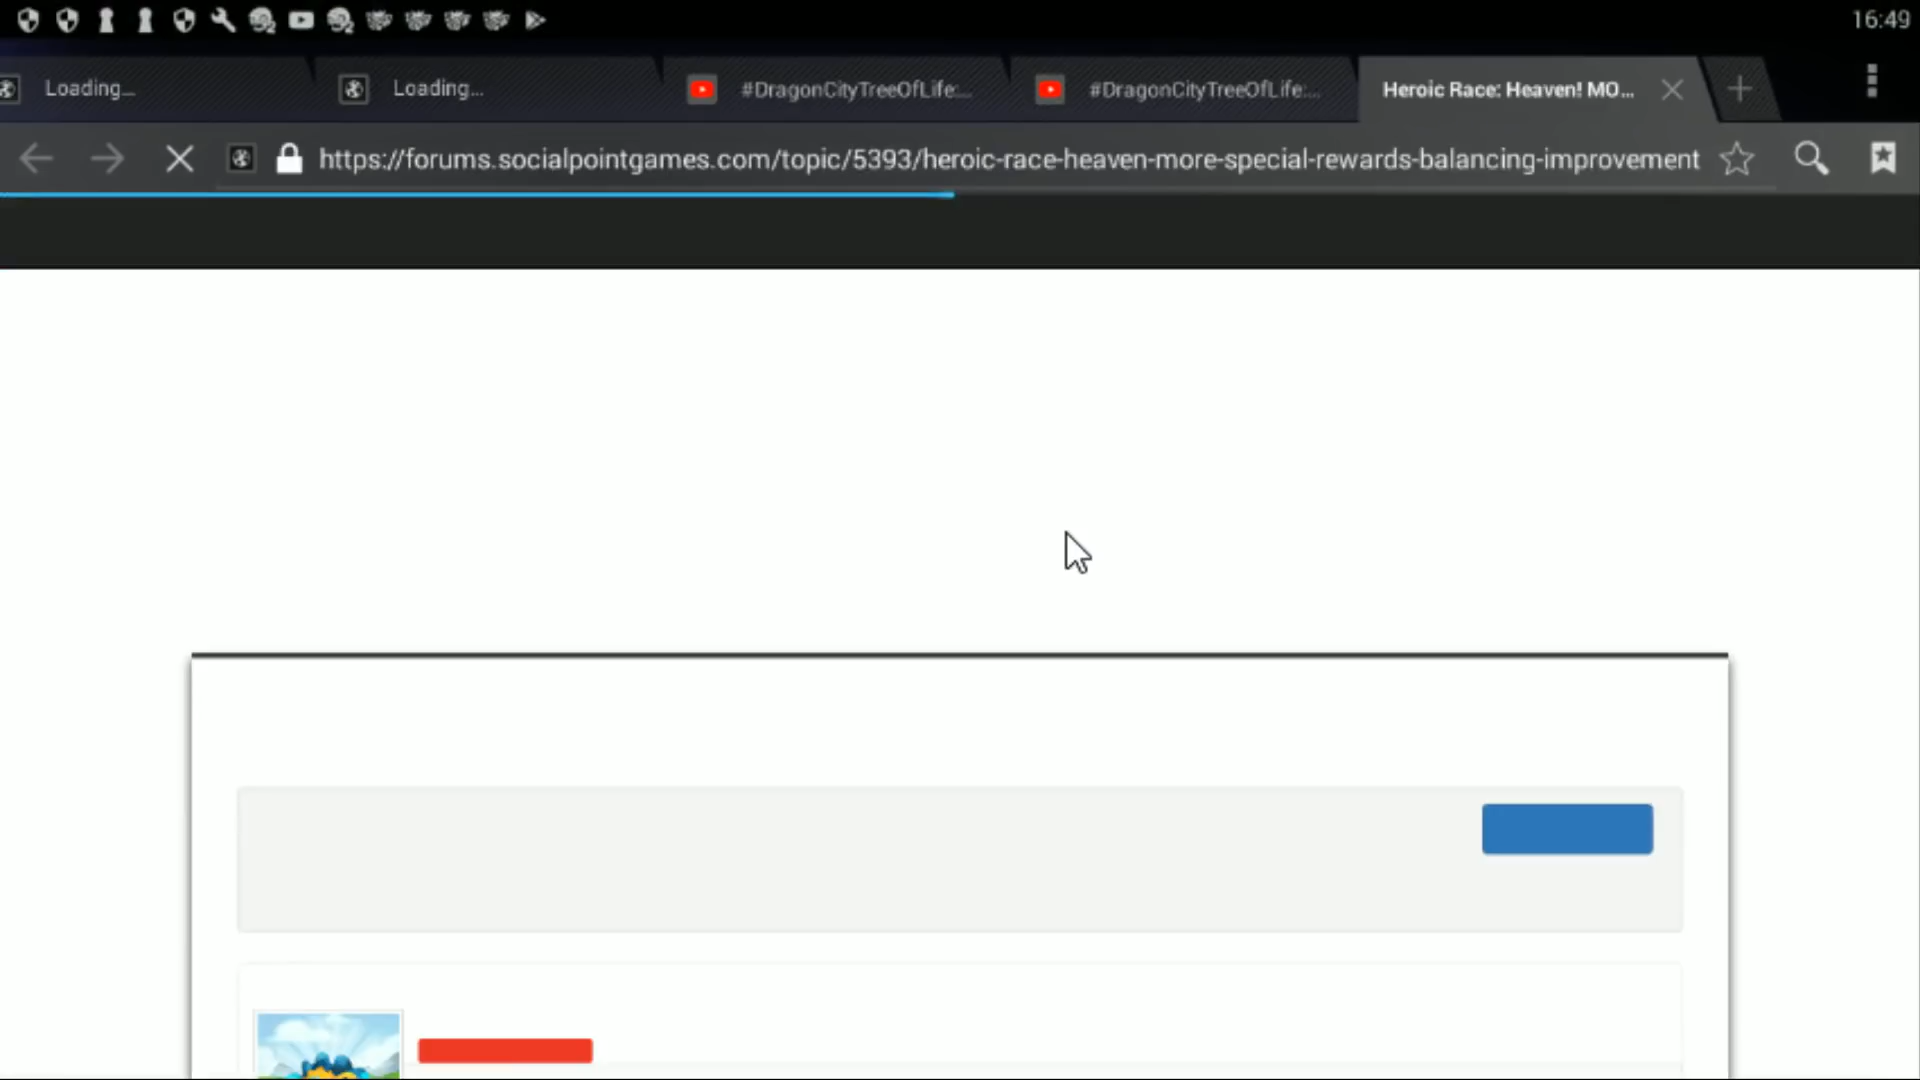 16:49
Loading...
Loading...
#DragonCityTreeOfLife:...
#DragonCityTreeOfLife:...
Heroic Race: Heaven! MO...
https://forums.socialpointgames.com/topic/5393/heroic-race-heaven-more-special-rewards-balancing-improvement